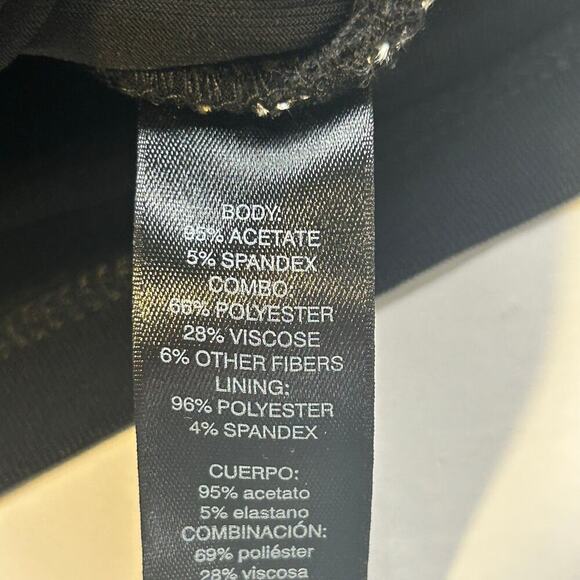 BODY:
95% ACETATE
5% SPANDEX
COMBO:
66% POLYESTER
28% VISCOSE
6% OTHER FIBERS
LINING:
96% POLYESTER
4% SPANDEX
CUERPO:
95% acetato
5% elastano
COMBINACIÓN:
69% poliéster
28% viscosa